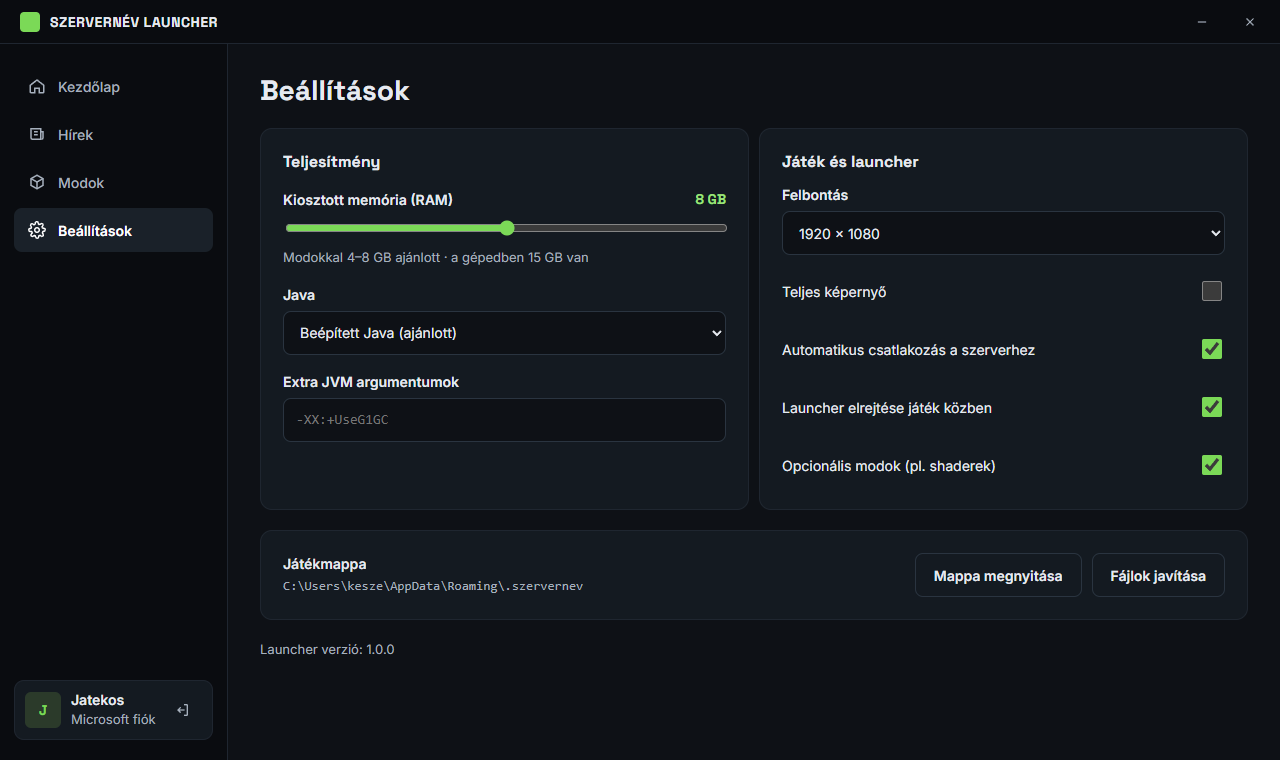 SZERVERNÉV LAUNCHER
Kezdőlap
Hírek
Modok
Beállítások
Beállítások
Teljesítmény
Kiosztott memória (RAM) 8 GB
Modokkal 4–8 GB ajánlott · a gépedben 15 GB van
Java
Beépített Java (ajánlott)
Extra JVM argumentumok
-XX:+UseG1GC
Játék és launcher
Felbontás
1920 × 1080
Teljes képernyő
Automatikus csatlakozás a szerverhez
Launcher elrejtése játék közben
Opcionális modok (pl. shaderek)
Játékmappa
C:\Users\kesze\AppData\Roaming\.szervernev
Mappa megnyitása
Fájlok javítása
Launcher verzió: 1.0.0
J
Jatekos
Microsoft fiók